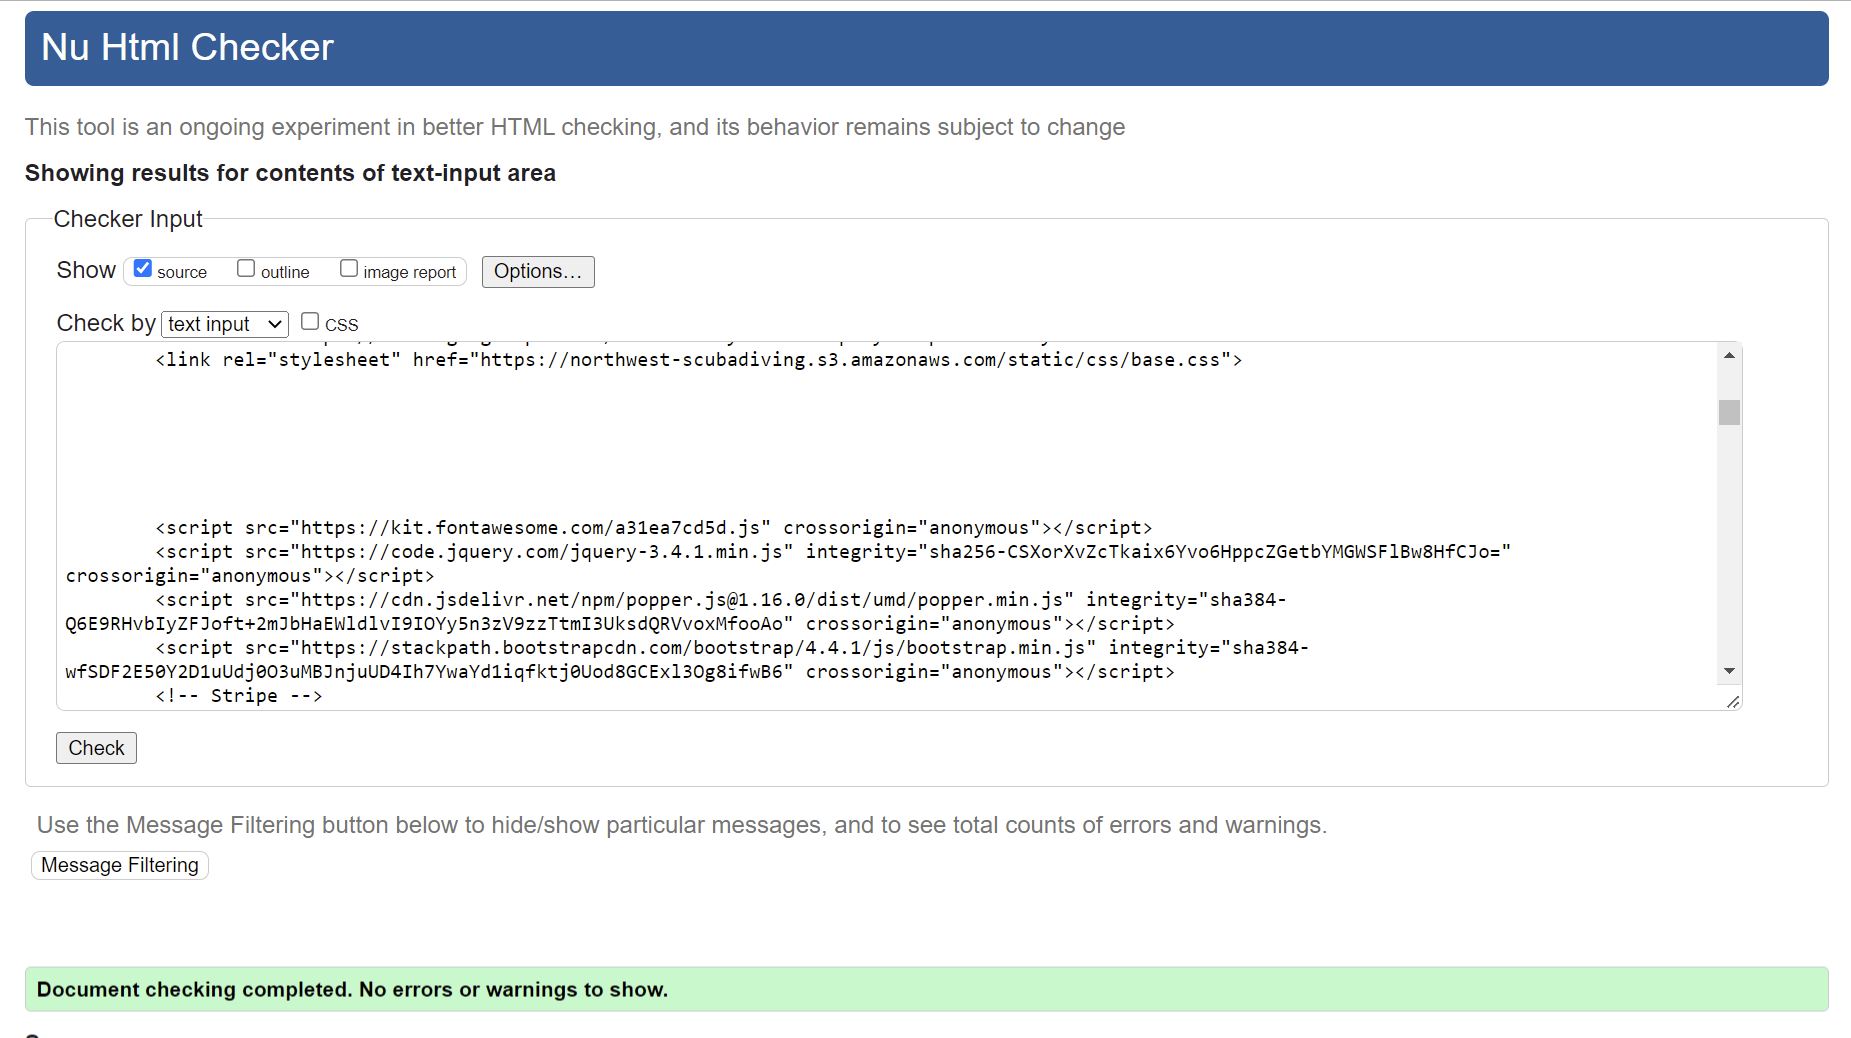 Nu Html Checker
This tool is an ongoing experiment in better HTML checking, and its behavior remains subject to change
Showing results for contents of text-input area
Checker Input
Show source outline image report Options...
Check by text input CSS
<link rel="stylesheet" href="https://northwest-scubadiving.s3.amazonaws.com/static/css/base.css">
<script src="https://kit.fontawesome.com/a31ea7cd5d.js" crossorigin="anonymous"></script>
<script src="https://code.jquery.com/jquery-3.4.1.min.js" integrity="sha256-CSXorXvZcTkaix6Yvo6HppcZGetbYMGWSFlBw8HfCJo="
crossorigin="anonymous"></script>
<script src="https://cdn.jsdelivr.net/npm/popper.js@1.16.0/dist/umd/popper.min.js" integrity="sha384-
Q6E9RHvbIyZFJoft+2mJbHaEWldlvI9IOYy5n3zV9zzTtmI3UksdQRVvoxMfooAo" crossorigin="anonymous"></script>
<script src="https://stackpath.bootstrapcdn.com/bootstrap/4.4.1/js/bootstrap.min.js" integrity="sha384-
wfSDF2E50Y2D1uUdj0O3uMBJnjuUD4Ih7YwaYd1iqfktj0Uod8GCExl3Og8ifwB6" crossorigin="anonymous"></script>
<!-- Stripe -->
Check
Use the Message Filtering button below to hide/show particular messages, and to see total counts of errors and warnings.
Message Filtering
Document checking completed. No errors or warnings to show.